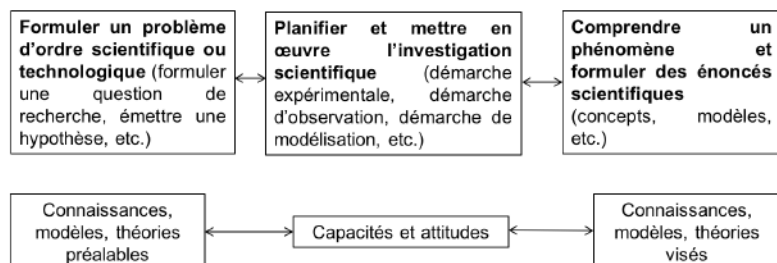 Formuler un problème
d'ordre scientifique ou
technologique (formuler
une question de
recherche, émettre une
hypothèse, etc.)
Planifier et mettre en
œuvre l'investigation
scientifique (démarche
expérimentale, démarche
d'observation, démarche de
modélisation, etc.)
Comprendre un
phénomène et
formuler des énoncés
scientifiques
(concepts, modèles,
etc.)
Connaissances,
modèles, théories
préalables
Capacités et attitudes
Connaissances,
modèles, théories
visés